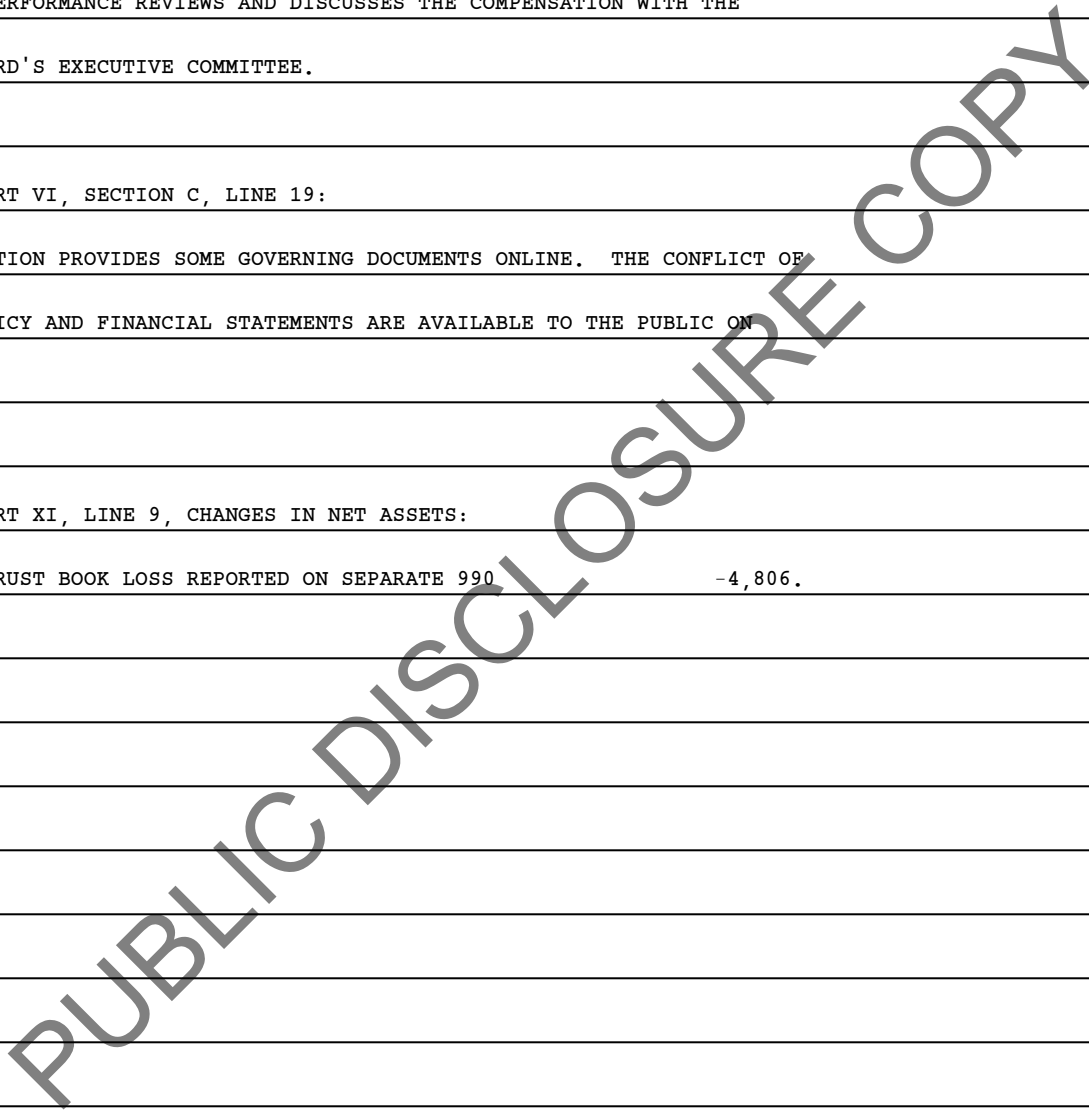 ERFORMANCE REVIEWS AND DISCUSSES THE COMPENSATION WITH THE
RD'S EXECUTIVE COMMITTEE.
RT VI, SECTION C, LINE 19:
TION PROVIDES SOME GOVERNING DOCUMENTS ONLINE. THE CONFLICT OF
ICY AND FINANCIAL STATEMENTS ARE AVAILABLE TO THE PUBLIC ON
RT XI, LINE 9, CHANGES IN NET ASSETS:
RUST BOOK LOSS REPORTED ON SEPARATE 990 -4,806.
PUBLIC DISCLOSURE COPY